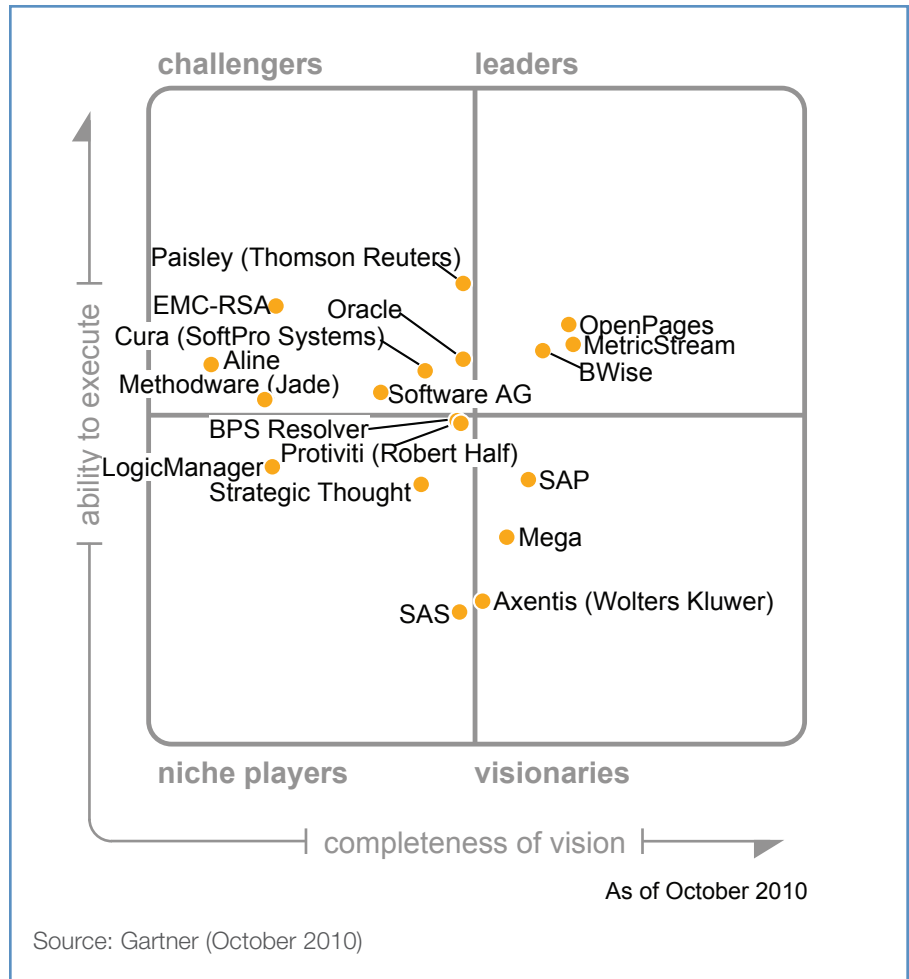 challengers
leaders
Paisley (Thomson Reuters)
EMC-RSA
Oracle
OpenPages
Cura (SoftPro Systems)
MetricStream
Aline
BWise
Methodware (Jade)
Software AG
BPS Resolver
Protiviti (Robert Half)
LogicManager
Strategic Thought
SAP
Mega
Axentis (Wolters Kluwer)
SAS
ability to execute
niche players
visionaries
completeness of vision
As of October 2010
Source: Gartner (October 2010)